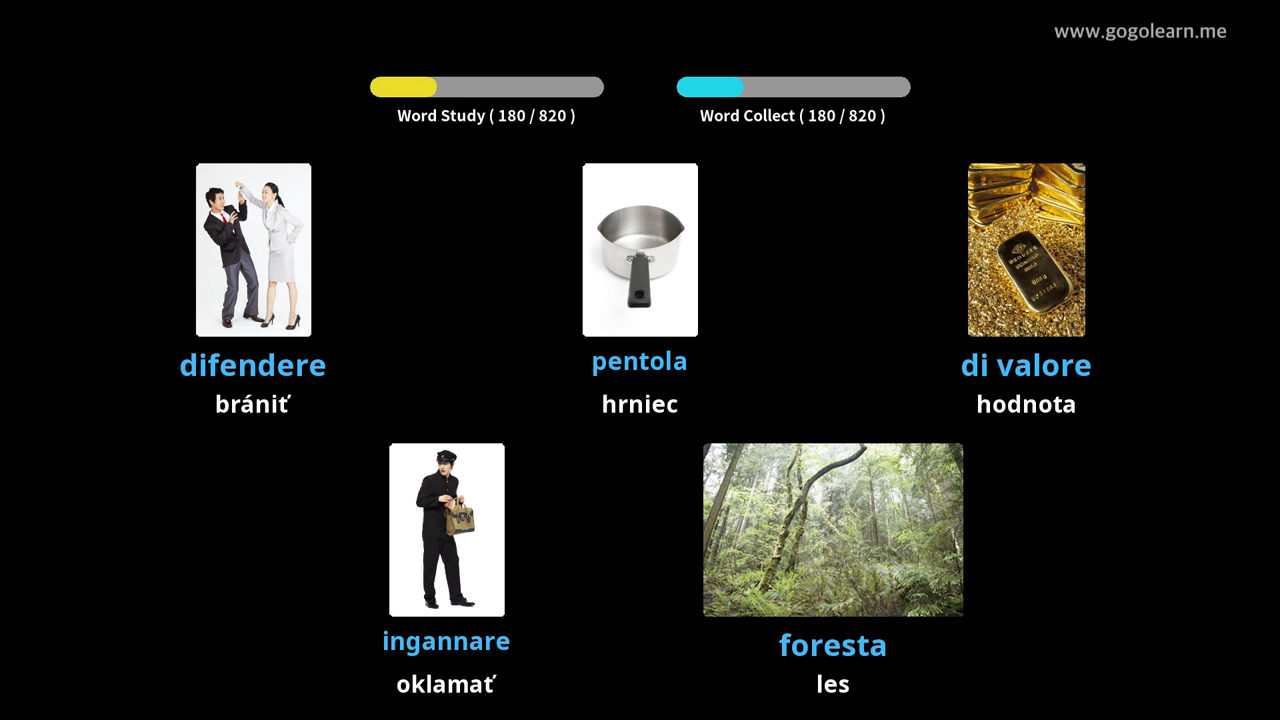 www.gogolearn.me
Word Study ( 180 / 820 )
Word Collect ( 180 / 820 )
difendere
brániť
pentola
hrniec
di valore
hodnota
ingannare
oklamať
foresta
les